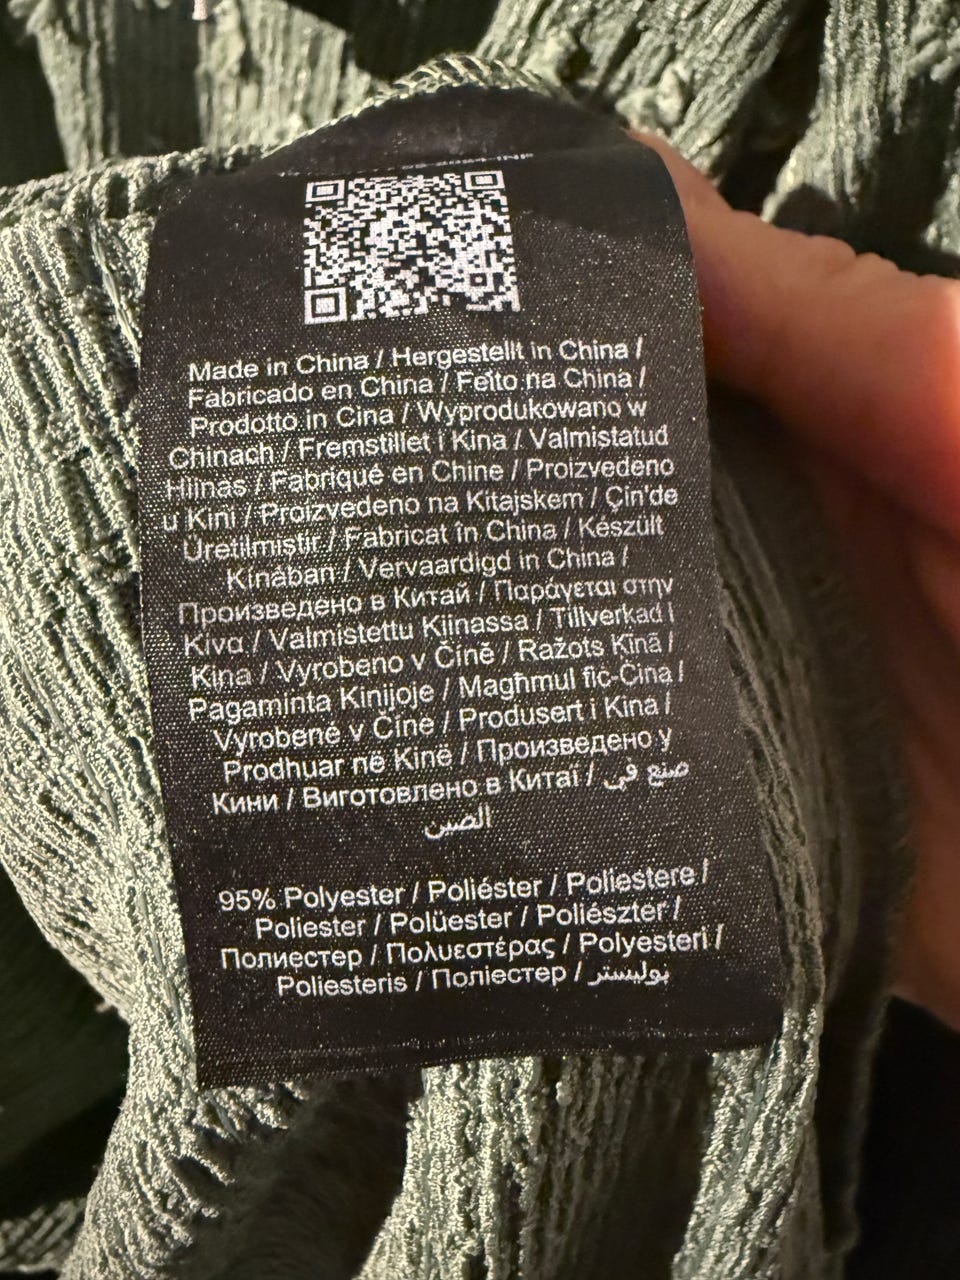 Made in China / Hergestellt in China /
Fabricado en China / Feito na China /
Prodotto in Cina / Wyprodukowano w
Chinach / Fremstillet i Kina / Valmistatud
Hiinas / Fabriqué en Chine / Proizvedeno
u Kini / Proizvedeno na Kitajskem / Çin'de
Üretilmiştir / Fabricat în China / Készült
Kínában / Vervaardigd in China /
Произведено в Китай / Παράγεται στην
Κίνα / Valmistettu Kiinassa / Tillverkad i
Kina / Vyrobeno v Číně / Ražots Ķīnā /
Pagaminta Kinijoje / Magħmul fiċ-Ċina /
Vyrobené v Číne / Produsert i Kina /
Prodhuar në Kinë / Произведено у
Кини / Виготовлено в Китаї / صنع في
الصين
95% Polyester / Poliéster / Poliestere /
Poliester / Polüester / Poliészter /
Полиестер / Πολυεστέρας / Polyesteri /
Poliesteris / Поліестер / بوليستر